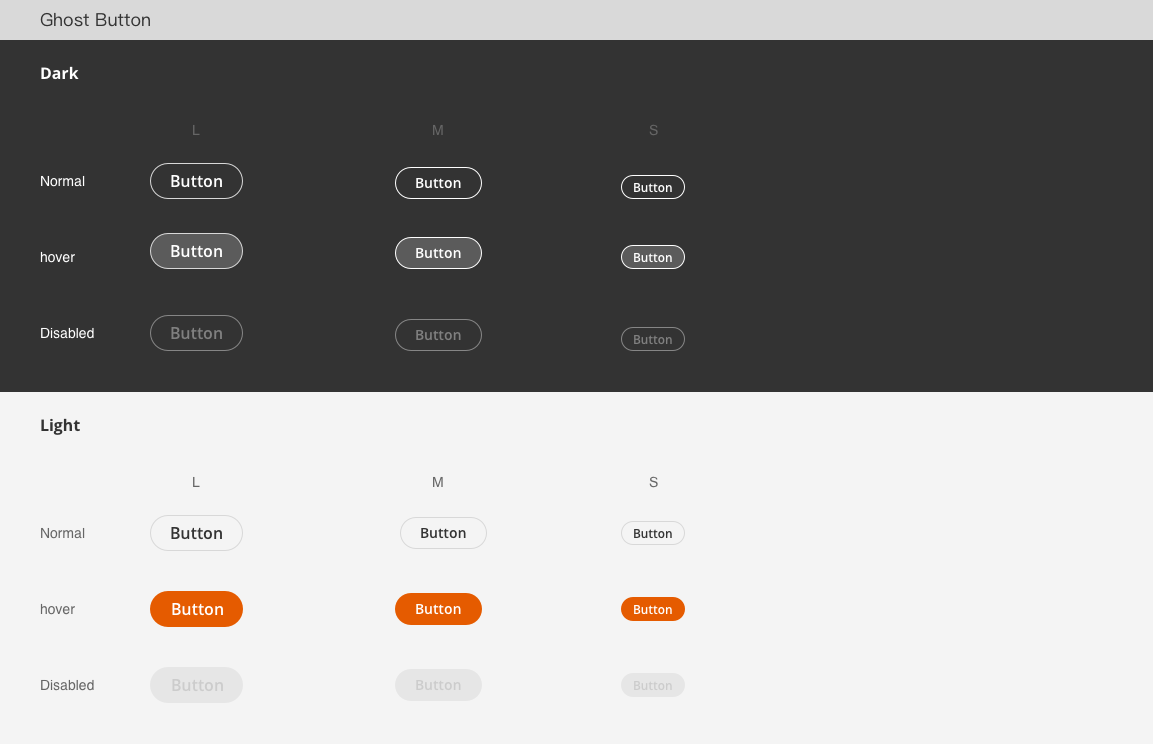 Ghost Button
Dark
L M S
Normal Button Button Button
hover Button Button Button
Disabled Button Button Button
Light
L M S
Normal Button Button Button
hover Button Button Button
Disabled Button Button Button